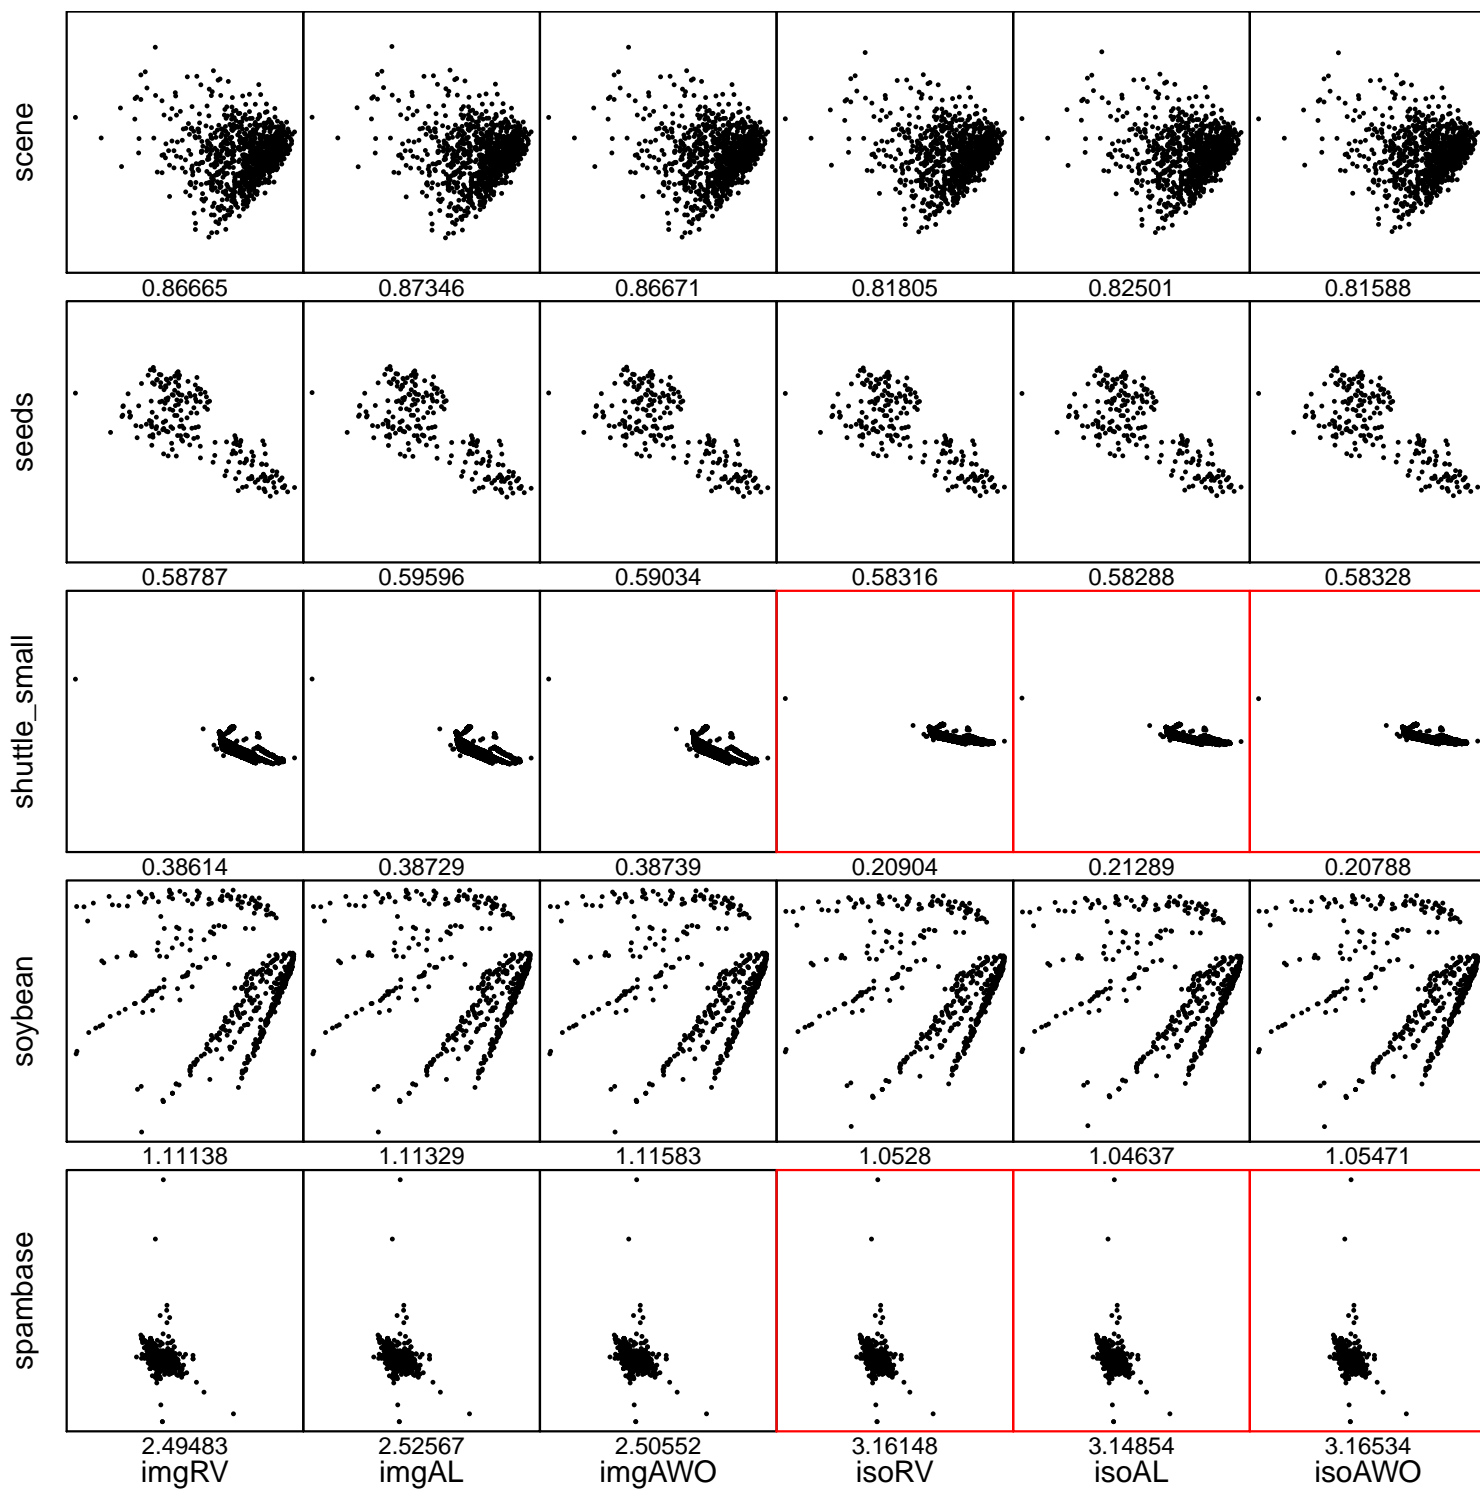 scene
0.86665 0.87346 0.86671 0.81805 0.82501 0.81588
seeds
0.58787 0.59596 0.59034 0.58316 0.58288 0.58328
shuttle_small
0.38614 0.38729 0.38739 0.20904 0.21289 0.20788
soybean
1.11138 1.11329 1.11583 1.0528 1.04637 1.05471
spambase
2.49483 2.52567 2.50552 3.16148 3.14854 3.16534
imgRV imgAL imgAWO isoRV isoAL isoAWO